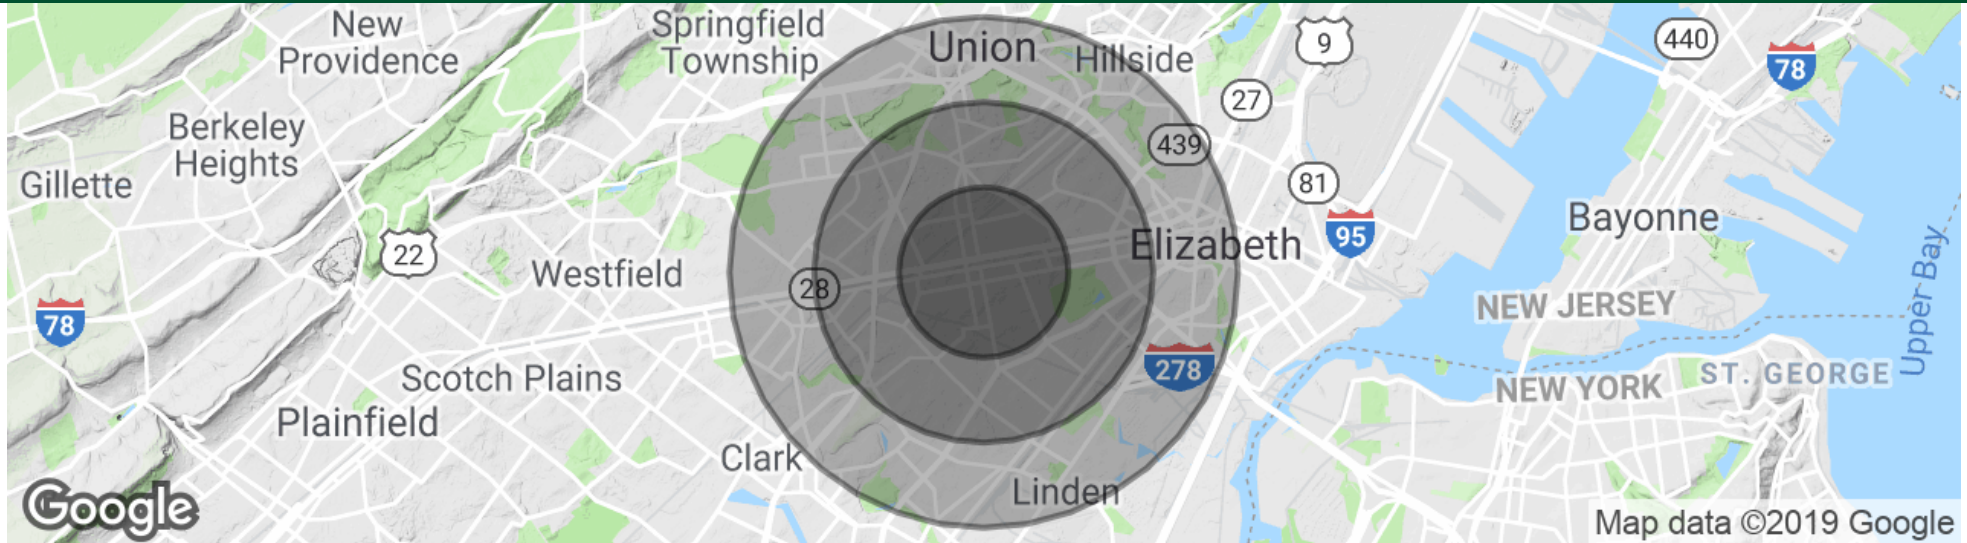 New
Providence
Springfield
Township
Union
Hillside
9
440
78
27
Berkeley
Heights
439
Gillette
81
Bayonne
95
22
Elizabeth
Westfield
28
NEW JERSEY
Upper Bay
78
278
Scotch Plains
NEW YORK
ST. GEORGE
Plainfield
Clark
Linden
Google
Map data ©2019 Google